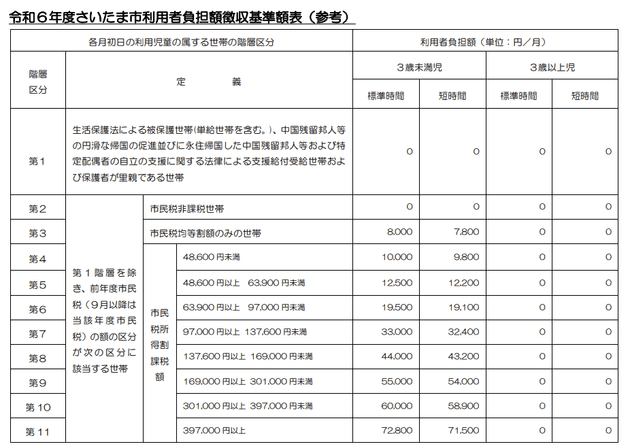 令和６年度さいたま市利用者負担額徴収基準額表（参考）
各月初日の利用児童の属する世帯の階層区分 利用者負担額（単位：円／月）
階層
区分
定　　　　義
３歳未満児 ３歳以上児
標準時間 短時間 標準時間 短時間
第１
生活保護法による被保護世帯(単給世帯を含む。)、中国残留邦人等
の円滑な帰国の促進並びに永住帰国した中国残留邦人等および特
定配偶者の自立の支援に関する法律による支援給付受給世帯およ
び保護者が里親である世帯
0 0 0 0
第２ 市民税非課税世帯 0 0 0 0
第３ 市民税均等割額のみの世帯 8,000 7,800 0 0
第１階層を除
き、前年度市民
税（９月以降は
当該年度市民
税）の額の区分
が次の区分に
該当する世帯
市民
税所
得割
課税
額
第４ 48,600 円未満 10,000 9,800 0 0
第５ 48,600 円以上 63,900 円未満 12,500 12,200 0 0
第６ 63,900 円以上 97,000 円未満 19,500 19,100 0 0
第７ 97,000 円以上 137,600 円未満 33,000 32,400 0 0
第８ 137,600 円以上 169,000 円未満 44,000 43,200 0 0
第９ 169,000 円以上 301,000 円未満 55,000 54,000 0 0
第 10 301,000 円以上 397,000 円未満 60,000 58,900 0 0
第 11 397,000 円以上 72,800 71,500 0 0